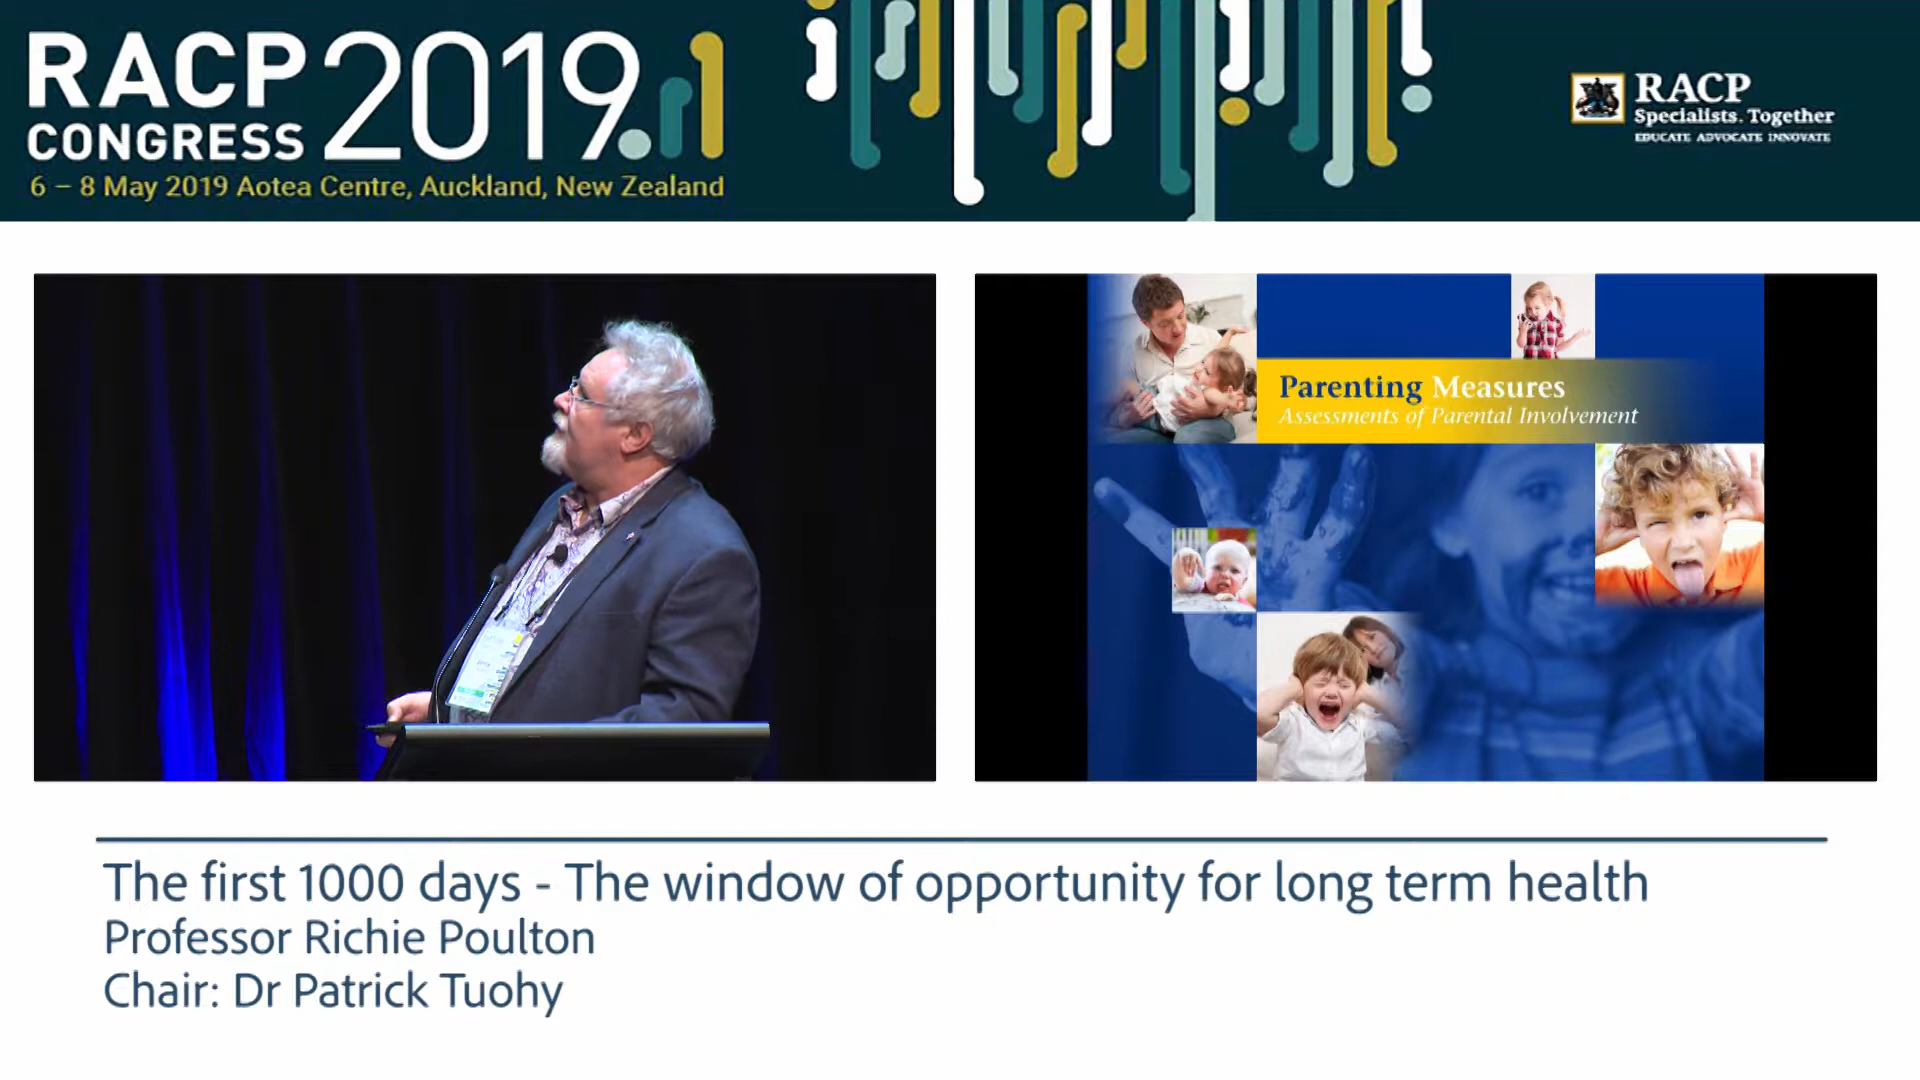 RACP
CONGRESS
2019
6 – 8 May 2019 Aotea Centre, Auckland, New Zealand
RACP
Specialists. Together
EDUCATE ADVOCATE INNOVATE
Parenting Measures
Assessments of Parental Involvement
The first 1000 days - The window of opportunity for long term health
Professor Richie Poulton
Chair: Dr Patrick Tuohy